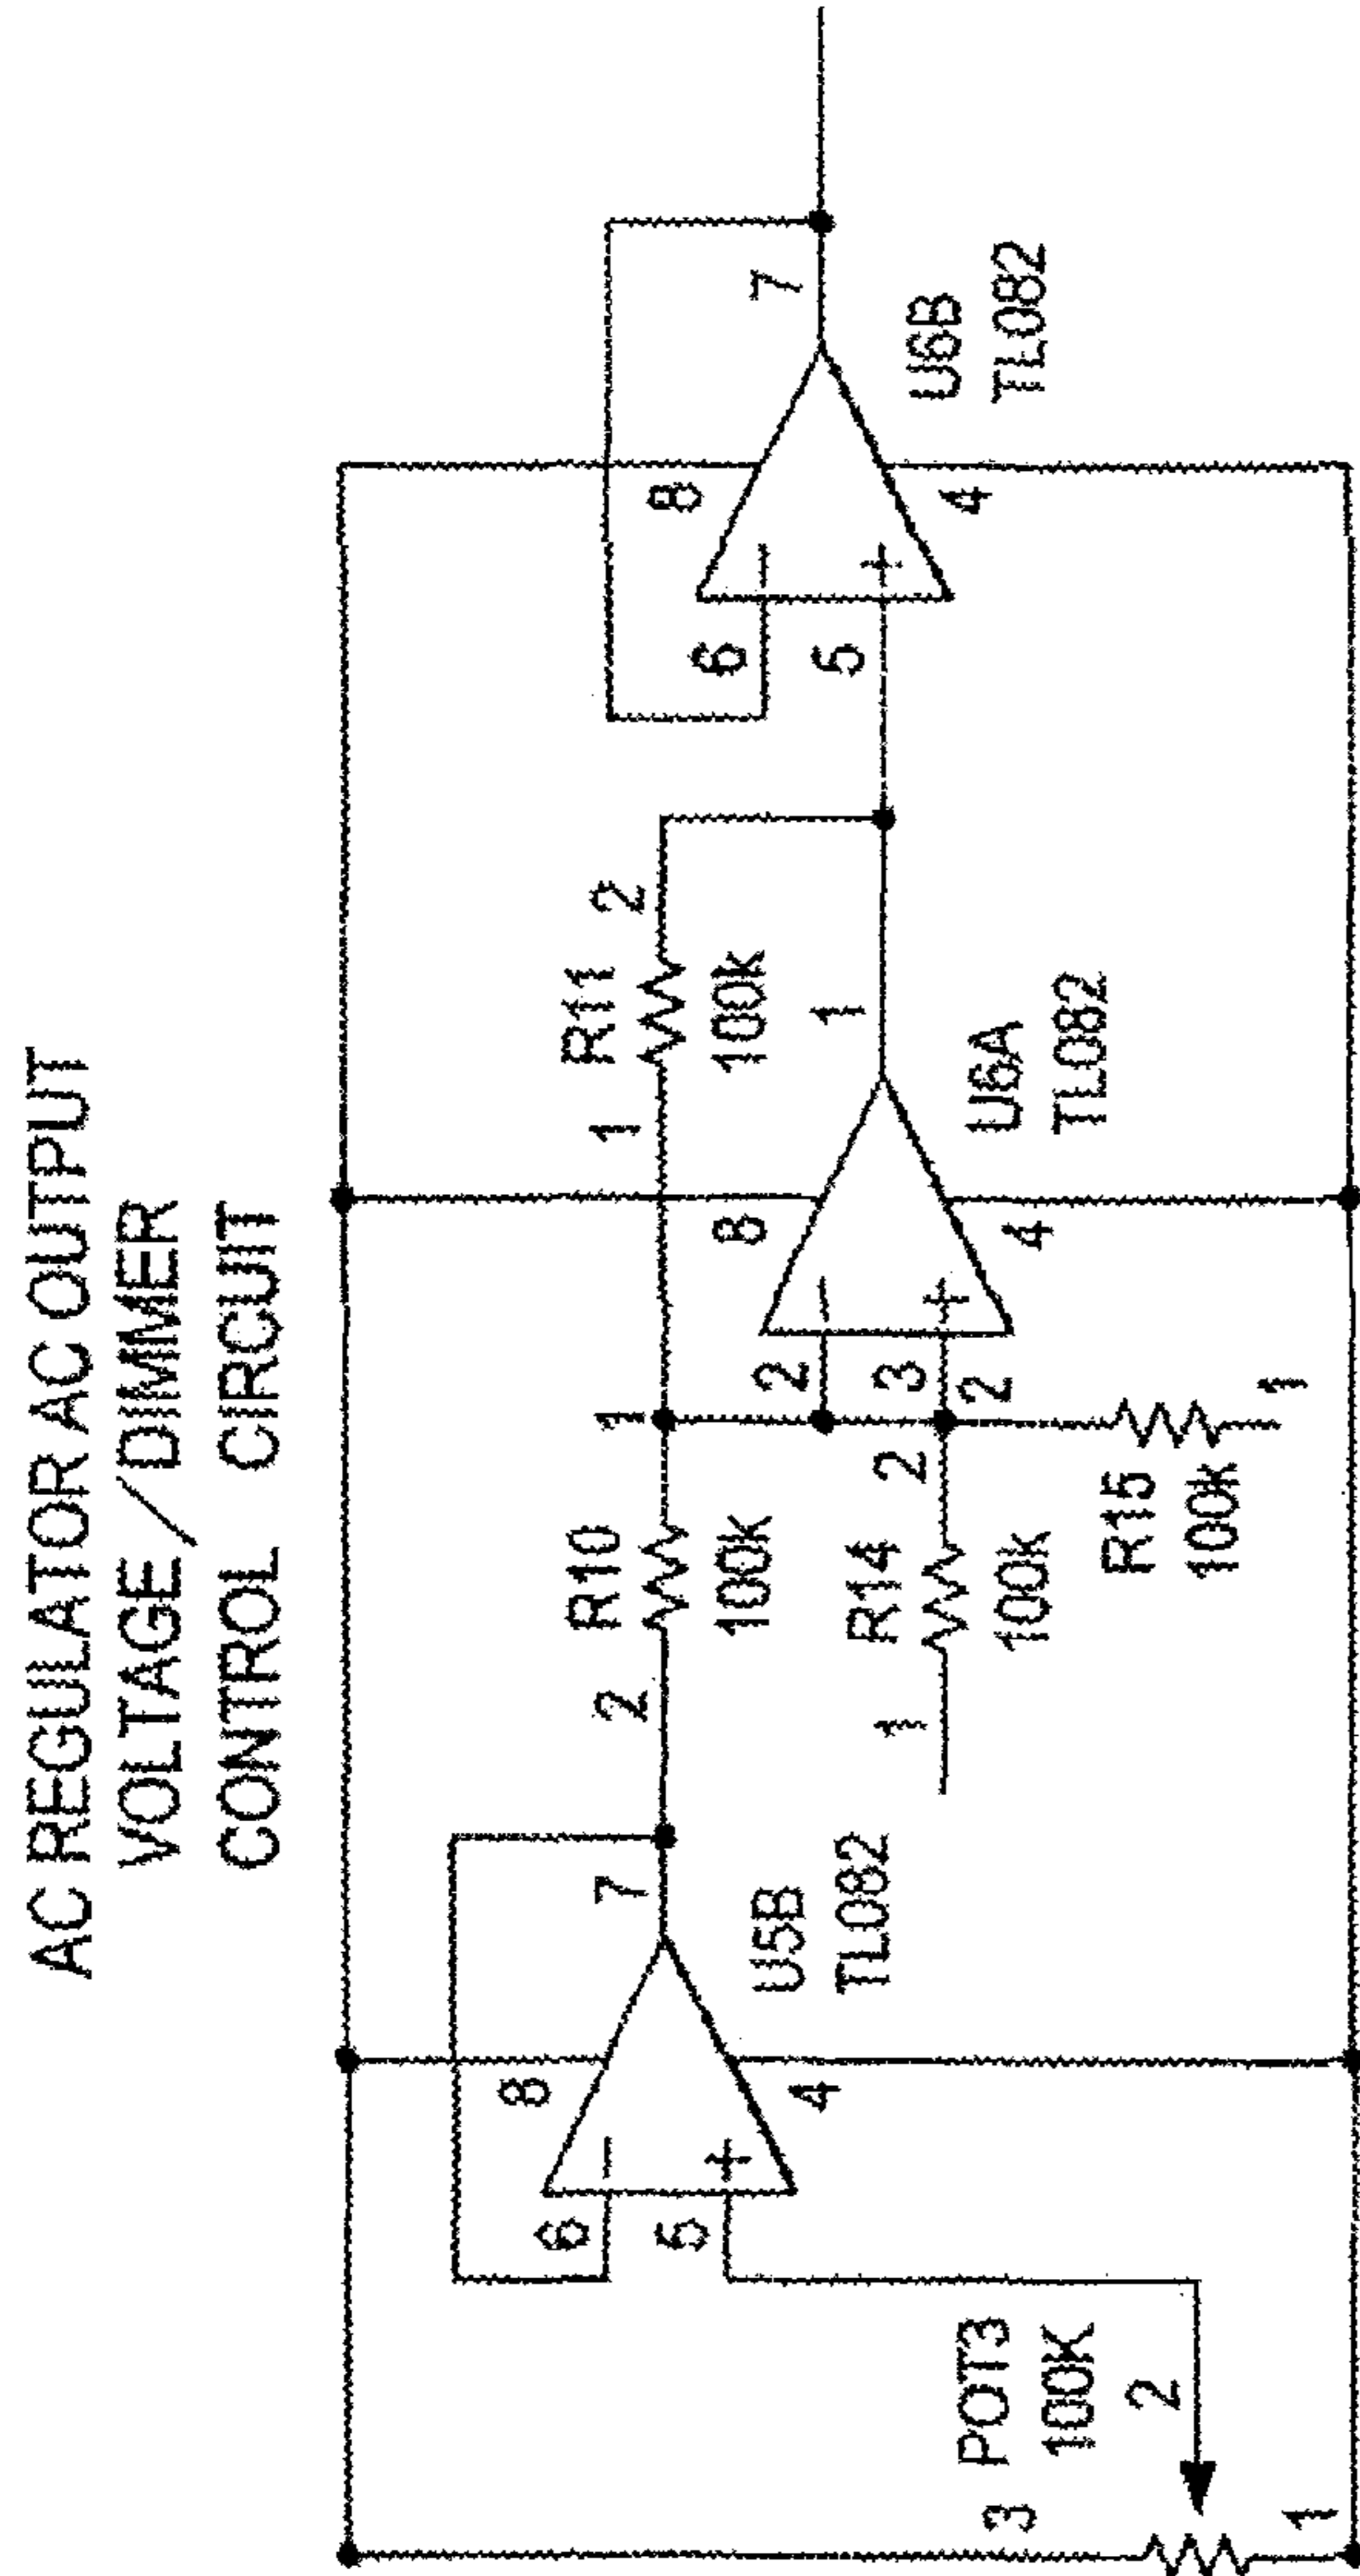 AC REGULATOR AC OUTPUT
VOLTAGE / DIMMER
CONTROL CIRCUIT
3
POT3
100K
2
1
6
5
8
4
7
U5B
TL082
2
R10
100k
1
1
R14
100k
2
2
R15
100k
1
2
3
8
4
1
U6A
TL082
1
R11
100k
2
6
5
8
4
7
U6B
TL082